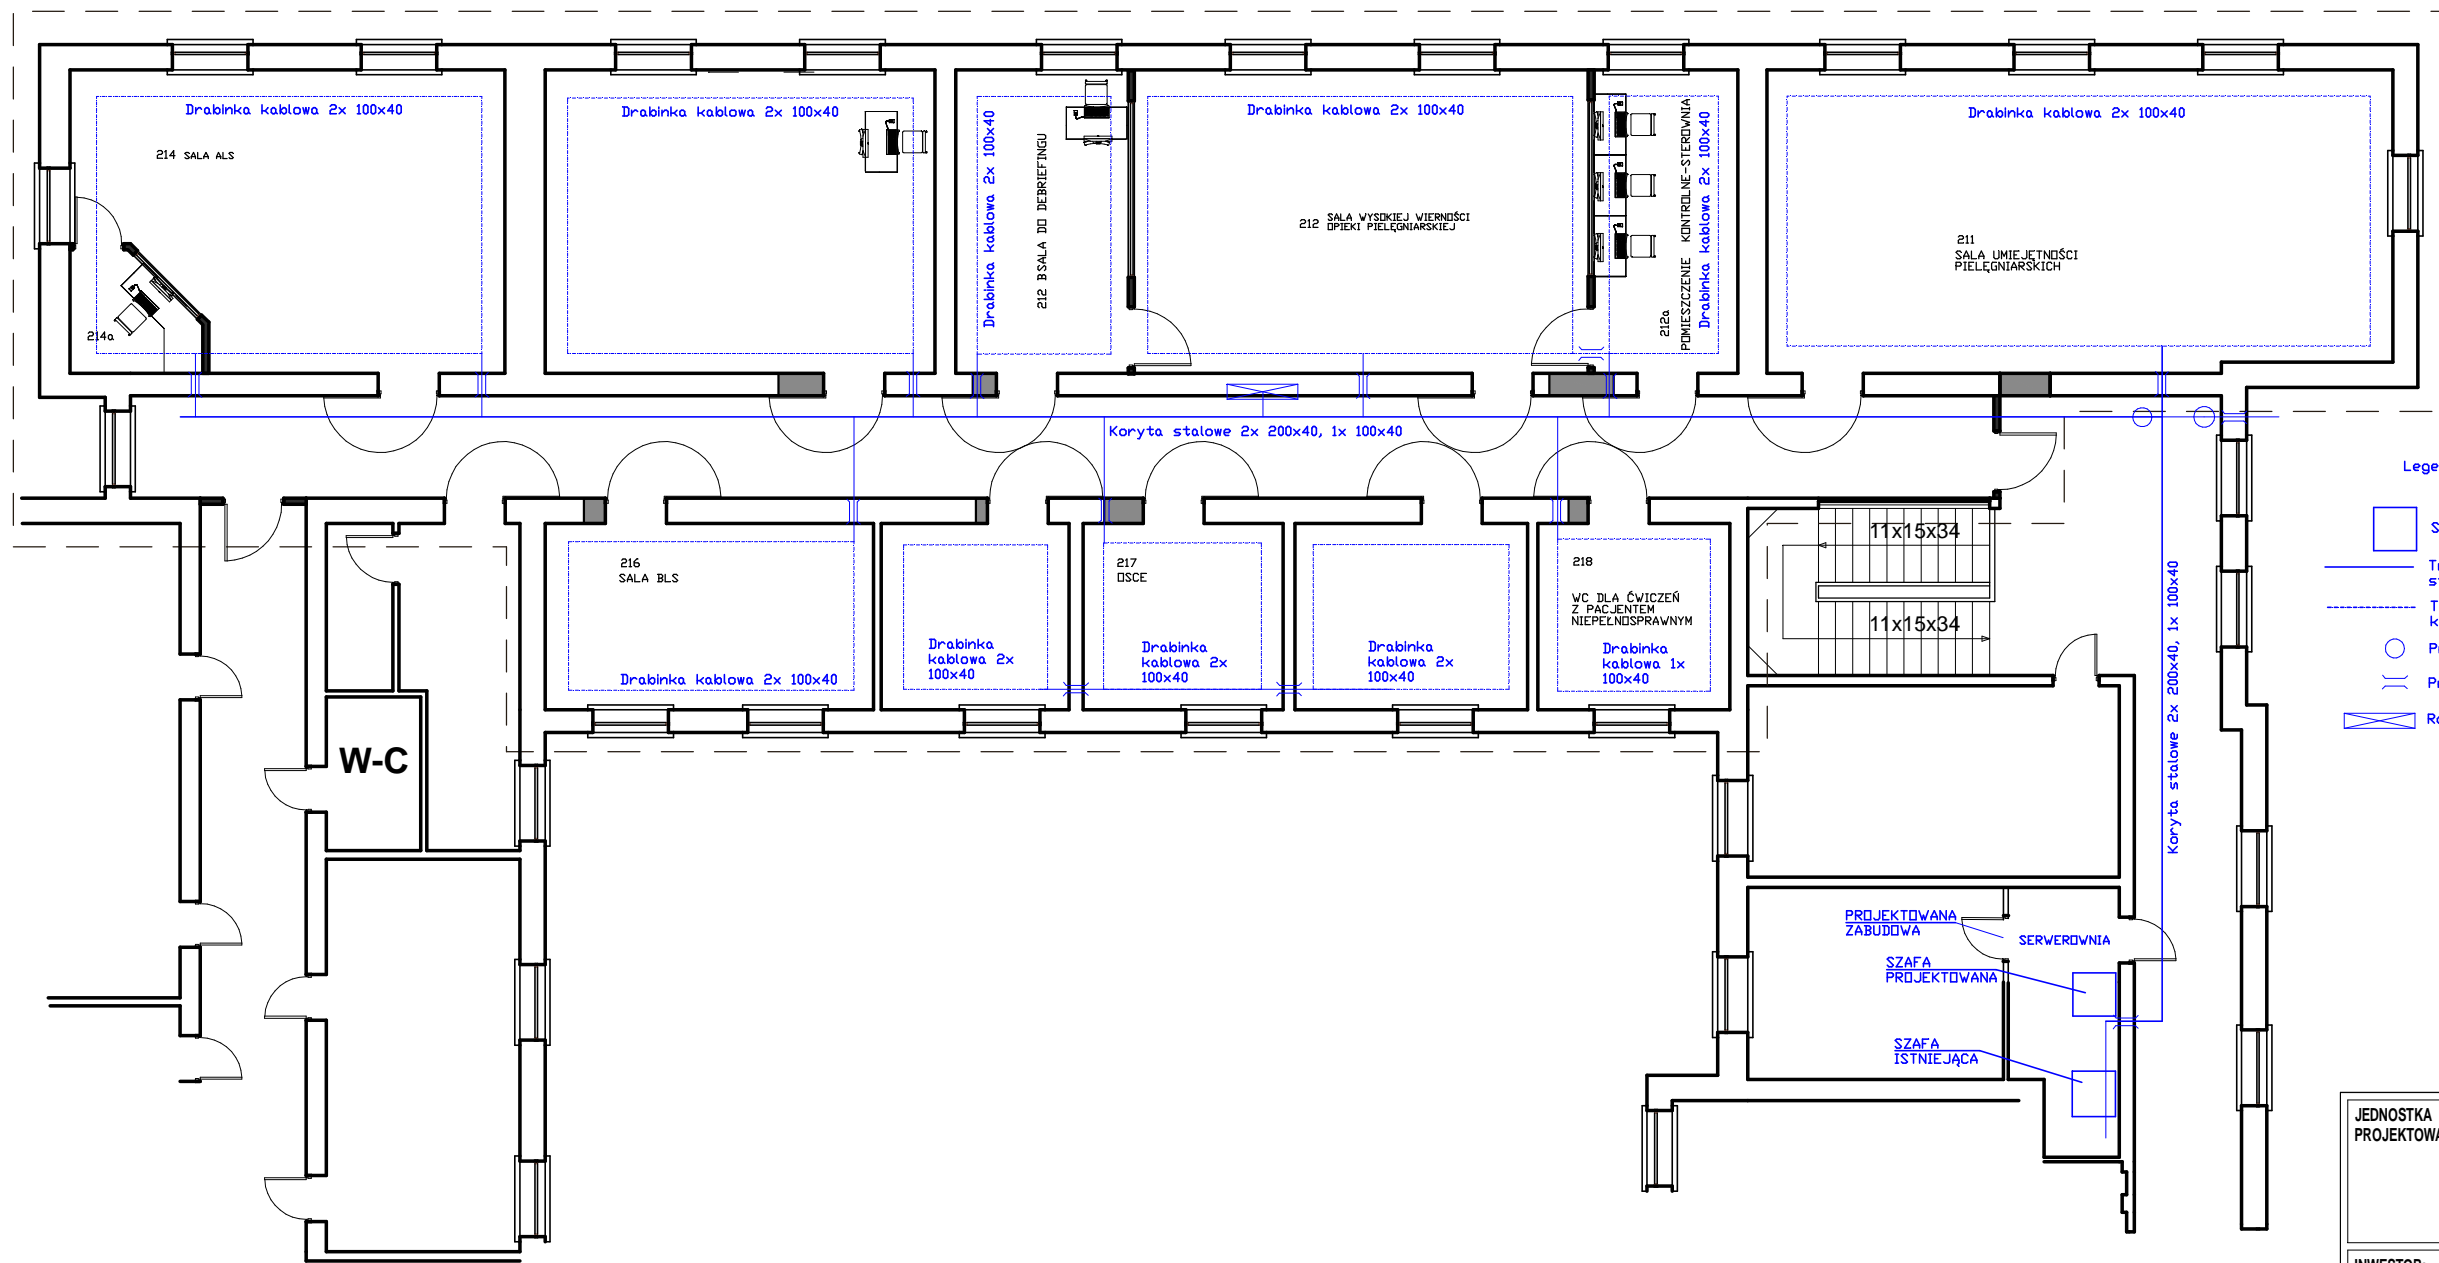 Drabinka kablowa 2x 100x40
214 SALA ALS
214a
Drabinka kablowa 2x 100x40
Drabinka kablowa 2x 100x40
212 B SALA DO DEBRIEFINGU
Drabinka kablowa 2x 100x40
212 SALA WYSOKIEJ WIERNOŚCI
OPIEKI PIELĘGNIARSKIEJ
212a
POMIESZCZENIE KONTROLNE-STEROWNIA
Drabinka kablowa 2x 100x40
Drabinka kablowa 2x 100x40
211
SALA UMIEJĘTNOŚCI
PIELĘGNIARSKICH
Koryta stalowe 2x 200x40, 1x 100x40
216
SALA BLS
Drabinka kablowa 2x 100x40
Drabinka
kablowa 2x
100x40
217
OSCE
Drabinka
kablowa 2x
100x40
Drabinka
kablowa 2x
100x40
218
WC DLA ĆWICZEŃ
Z PACJENTEM
NIEPEŁNOSPRAWNYM
Drabinka
kablowa 1x
100x40
11x15x34
11x15x34
Koryta stalowe 2x 200x40, 1x 100x40
W-C
PROJEKTOWANA
ZABUDOWA
SERWEROWNIA
SZAFA
PROJEKTOWANA
SZAFA
ISTNIEJĄCA
Lege
JEDNOSTKA